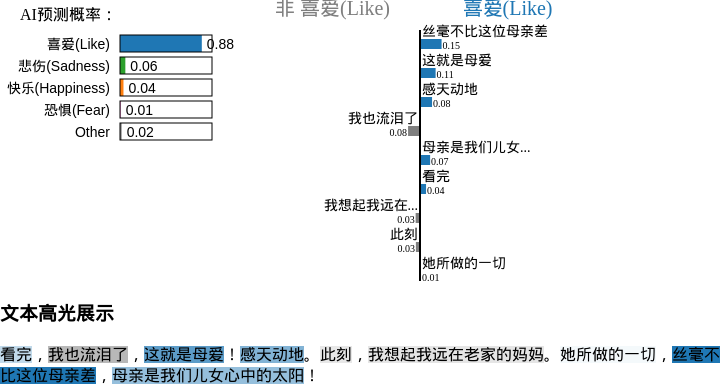 AI预测概率：
喜爱(Like) 0.88
悲伤(Sadness) 0.06
快乐(Happiness) 0.04
恐惧(Fear) 0.01
Other 0.02
非 喜爱(Like) 喜爱(Like)
丝毫不比这位母亲差
0.15
这就是母爱
0.11
感天动地
0.08
我也流泪了
0.08
母亲是我们儿女...
0.07
看完
0.04
我想起我远在...
0.03
此刻
0.03
她所做的一切
0.01
文本高光展示
看完，我也流泪了，这就是母爱！感天动地。此刻，我想起我远在老家的妈妈。她所做的一切，丝毫不
比这位母亲差，母亲是我们儿女心中的太阳！